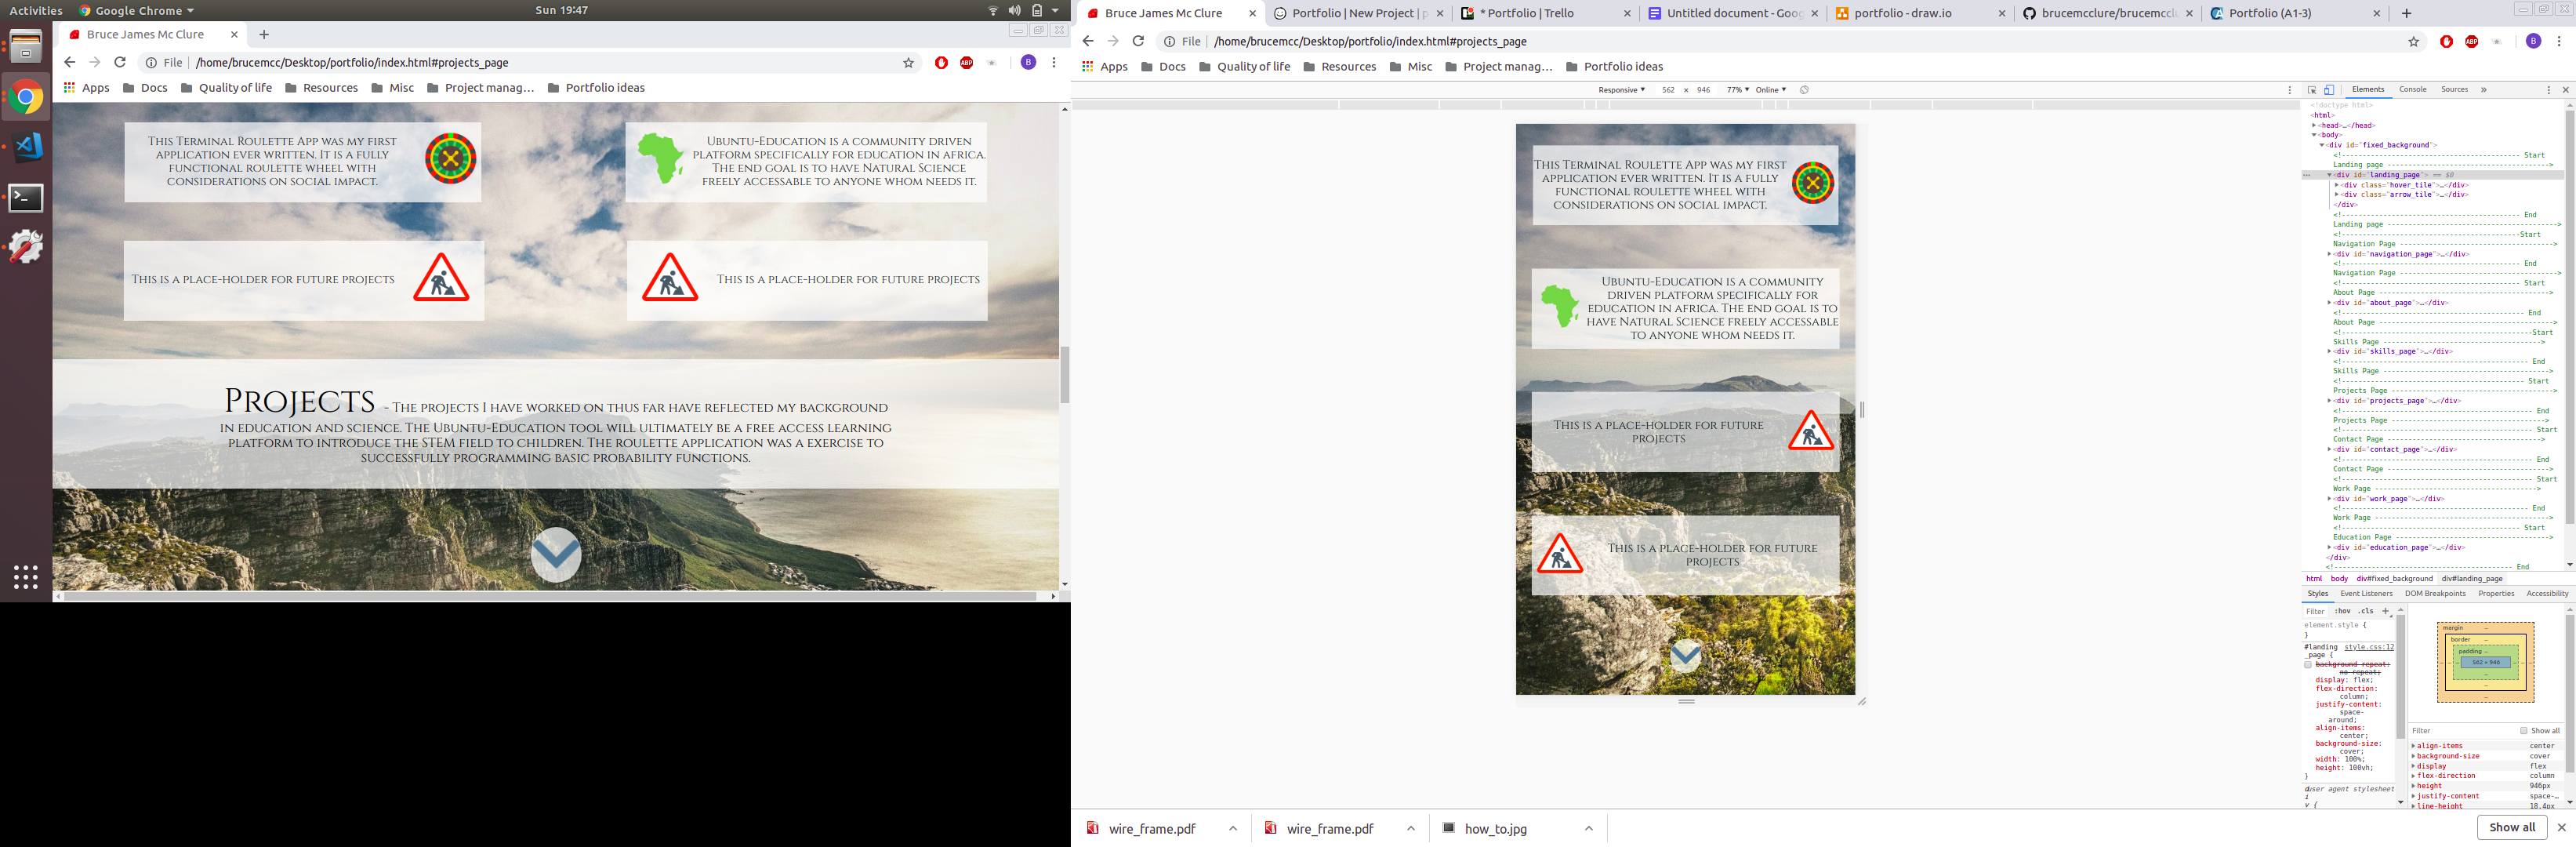 Activities
Google Chrome
Sun 19:47
Bruce James Mc Clure
File
/home/brucemcc/Desktop/portfolio/index.html#projects_page
B
Apps
Docs
Quality of life
Resources
Misc
Project manag...
Portfolio ideas
This Terminal Roulette App was my first
application ever written. It is a fully
functional roulette wheel with
considerations on social impact.
Ubuntu-Education is a community driven
platform specifically for education in Africa.
The end goal is to have Natural Science
freely accessable to anyone whom needs it.
This is a place-holder for future projects
This is a place-holder for future projects
Projects - The projects I have worked on thus far have reflected my background
in education and science. The Ubuntu-Education tool will ultimately be a free access learning
platform to introduce the STEM field to children. The roulette application was a exercise to
successfully programming basic probability functions.
Bruce James Mc Clure
Portfolio | New Project | p
* Portfolio | Trello
Untitled document - Goog
portfolio - draw.io
brucemcclure/brucemcclu
Portfolio (A1-3)
File
/home/brucemcc/Desktop/portfolio/index.html#projects_page
ABP
B
Apps
Docs
Quality of life
Resources
Misc
Project manag...
Portfolio ideas
Responsive
562 × 946
77%
Online
This Terminal Roulette App was my first
application ever written. It is a fully
functional roulette wheel with
considerations on social impact.
Ubuntu-Education is a community
driven platform specifically for
education in Africa. The end goal is to
have Natural Science freely accessable
to anyone whom needs it.
This is a place-holder for future
projects
This is a place-holder for future
projects
Elements
Console
Sources
<!doctype html>
<html>
<head>…</head>
<body>
<div id="fixed_background">
<!------------------------------------------ Start
Landing page -------------------------------------->
<div id="landing_page"> == $0
<div class="hover_tile">…</div>
<div class="arrow_tile">…</div>
</div>
<!------------------------------------------ End
Landing page ---------------------------------------->
<!------------------------------------------Start
Navigation Page ------------------------------------>
<div id="navigation_page">…</div>
<!------------------------------------------ End
Navigation Page ------------------------------------->
<!------------------------------------------ Start
About Page ---------------------------------------->
<div id="about_page">…</div>
<!------------------------------------------- End
About Page ----------------------------------------->
<!---------------------------------------------Start
Skills Page --------------------------------------->
<div id="skills_page">…</div>
<!-------------------------------------------- End
Skills Page ---------------------------------------->
<!------------------------------------------- Start
Projects Page -------------------------------------->
<div id="projects_page">…</div>
<!--------------------------------------------- End
Projects Page -------------------------------------->
<!--------------------------------------------- Start
Contact Page -------------------------------------->
<div id="contact_page">…</div>
<!--------------------------------------------- End
Contact Page ---------------------------------------->
<!--------------------------------------------- Start
Work Page --------------------------------------->
<div id="work_page">…</div>
<!--------------------------------------------- End
Work Page ------------------------------------------>
<!------------------------------------------ Start
Education Page ------------------------------------->
<div id="education_page">…</div>
</div>
<!------------------------------------------ End
html
body
div#fixed_background
div#landing_page
Styles
Event Listeners
DOM Breakpoints
Properties
Accessibility
Filter
:hov
.cls
element.style {
}
#landing
_page {
style.css:12
background-repeat:
no-repeat;
display: flex;
flex-direction:
column;
justify-content:
space-
around;
align-items:
center;
background-size:
cover;
width: 100%;
height: 100vh;
}
user agent stylesheet
margin
border
padding
562 × 946
Filter
Show all
align-items
center
background-size
cover
display
flex
flex-direction
column
height
946px
justify-content
space-…
line-height
18.4px
wire_frame.pdf
wire_frame.pdf
how_to.jpg
Show all